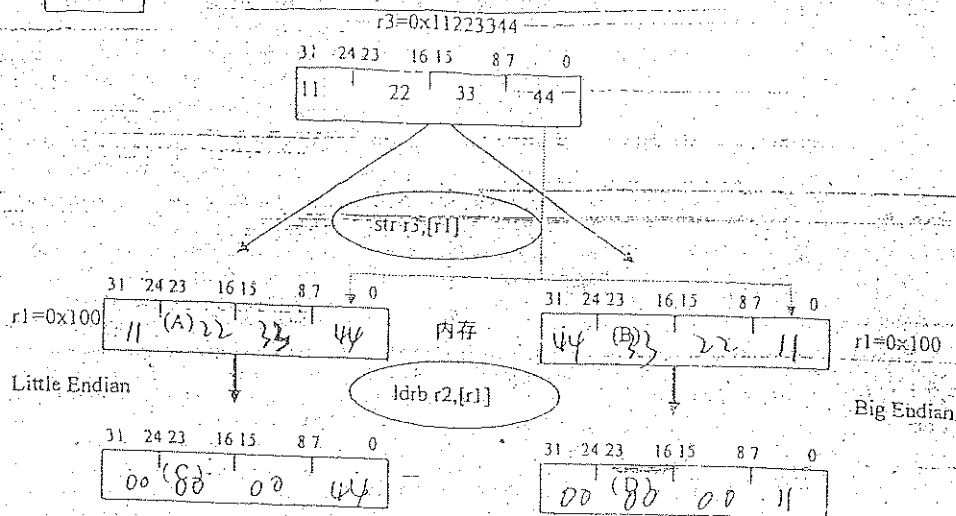 r3=0x11223344
31 24 23 16 15 8 7 0
11 22 33 44
str r3,[r1]
31 24 23 16 15 8 7 0
31 24 23 16 15 8 7 0
r1=0x100 11 (A) 22 33 44 内存 44 (B) 33 22 11 r1=0x100
Little Endian ldrb r2,[r1] Big Endian
31 24 23 16 15 8 7 0
31 24 23 16 15 8 7 0
00 00 44
00 00 11